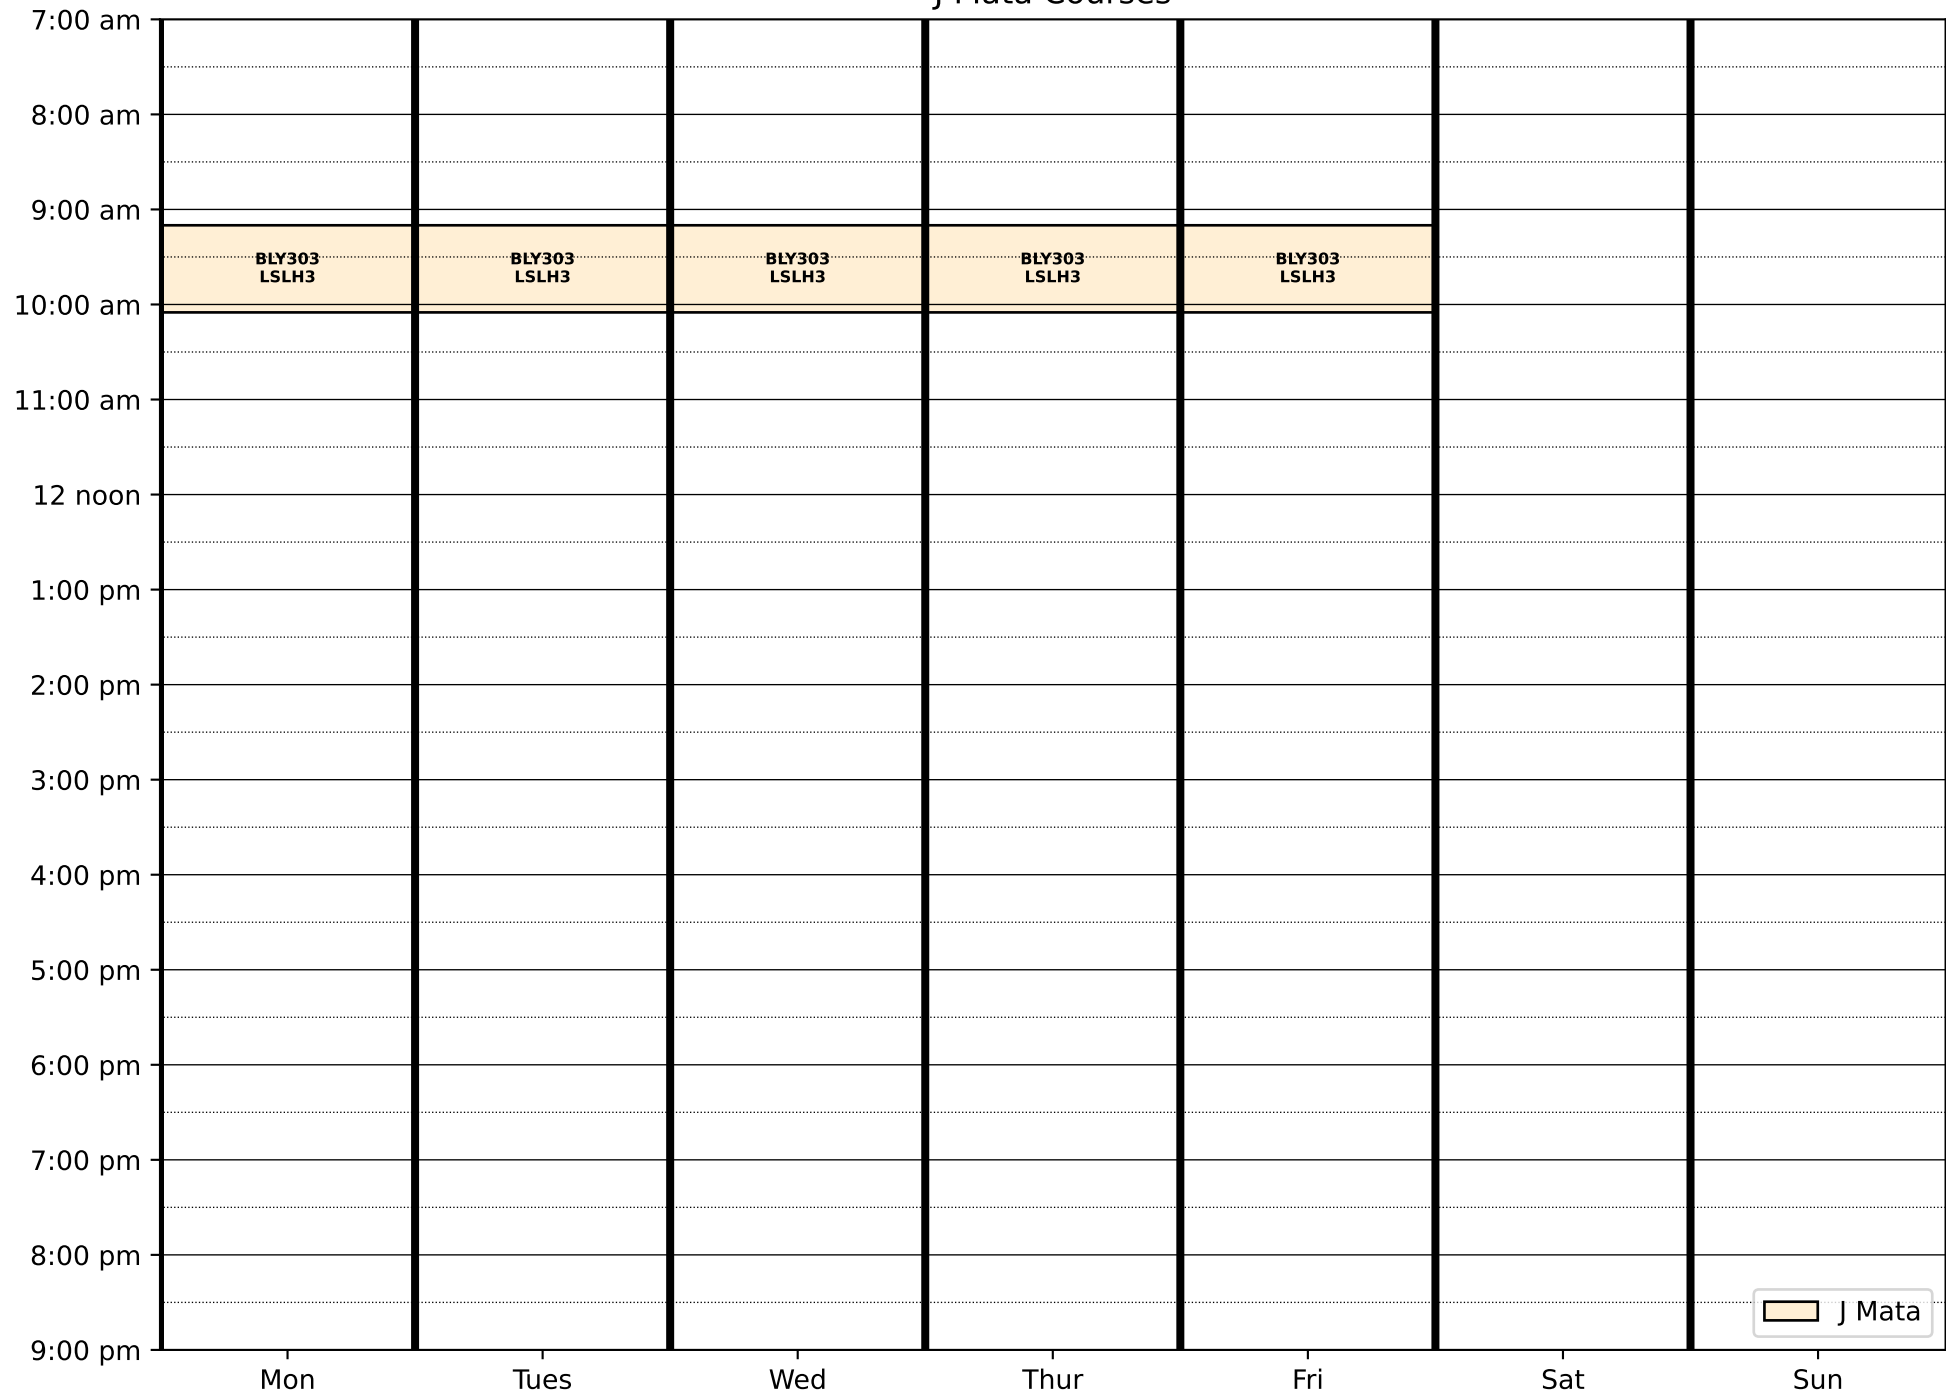 J Mata Courses
7:00 am
8:00 am
9:00 am
BLY303 BLY303 BLY303 BLY303 BLY303
LSLH3 LSLH3 LSLH3 LSLH3 LSLH3
10:00 am
11:00 am
12 noon
1:00 pm
2:00 pm
3:00 pm
4:00 pm
5:00 pm
6:00 pm
7:00 pm
8:00 pm
J Mata
9:00 pm
Mon Tues Wed Thur Fri Sat Sun